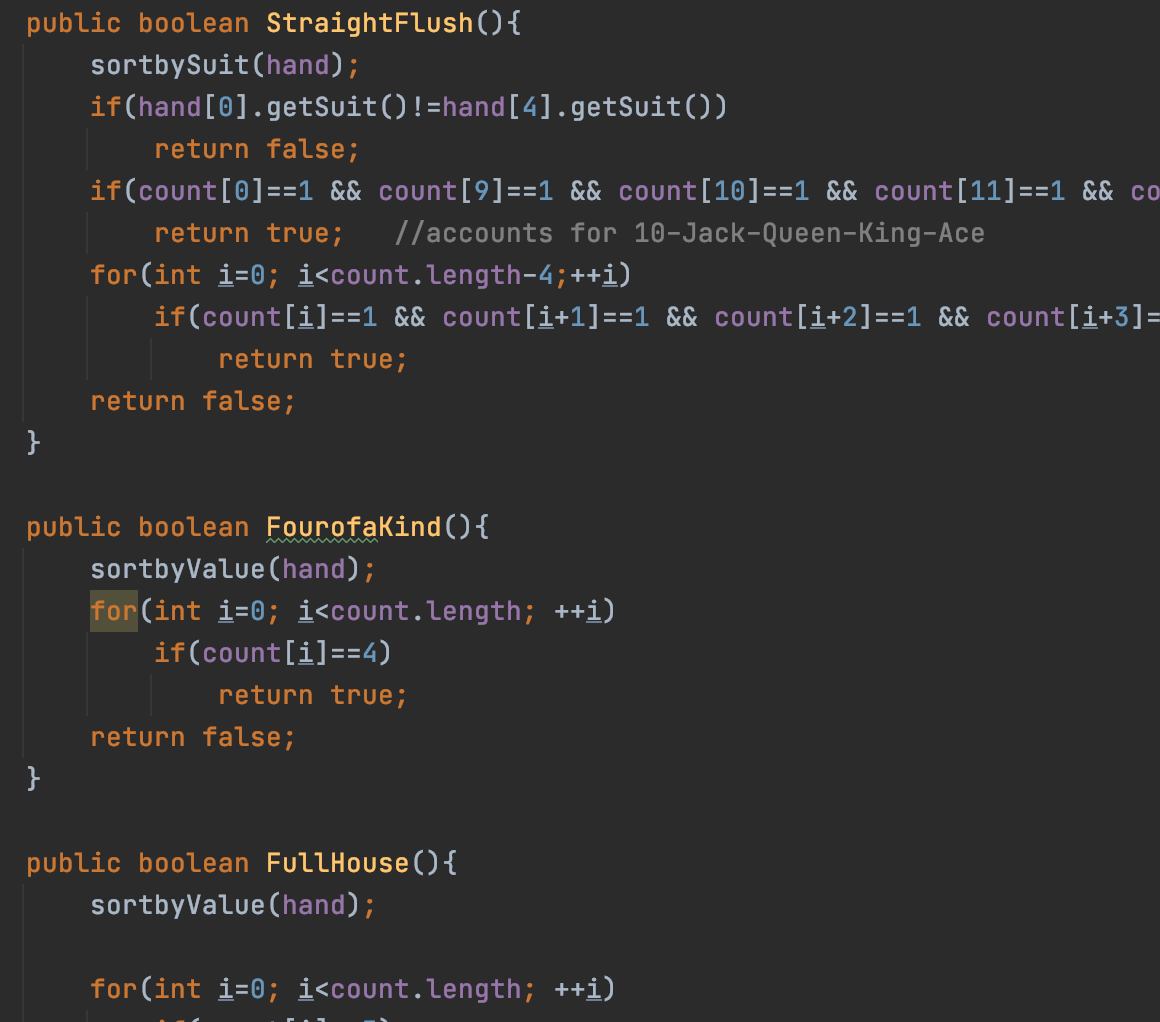 public boolean StraightFlush(){
    sortbySuit(hand);
    if(hand[0].getSuit()!=hand[4].getSuit())
        return false;
    if(count[0]==1 && count[9]==1 && count[10]==1 && count[11]==1 && co
        return true;   //accounts for 10-Jack-Queen-King-Ace
    for(int i=0; i<count.length-4;++i)
        if(count[i]==1 && count[i+1]==1 && count[i+2]==1 && count[i+3]=
            return true;
    return false;
}
public boolean FourofaKind(){
    sortbyValue(hand);
    for(int i=0; i<count.length; ++i)
        if(count[i]==4)
            return true;
    return false;
}
public boolean FullHouse(){
    sortbyValue(hand);
    for(int i=0; i<count.length; ++i)